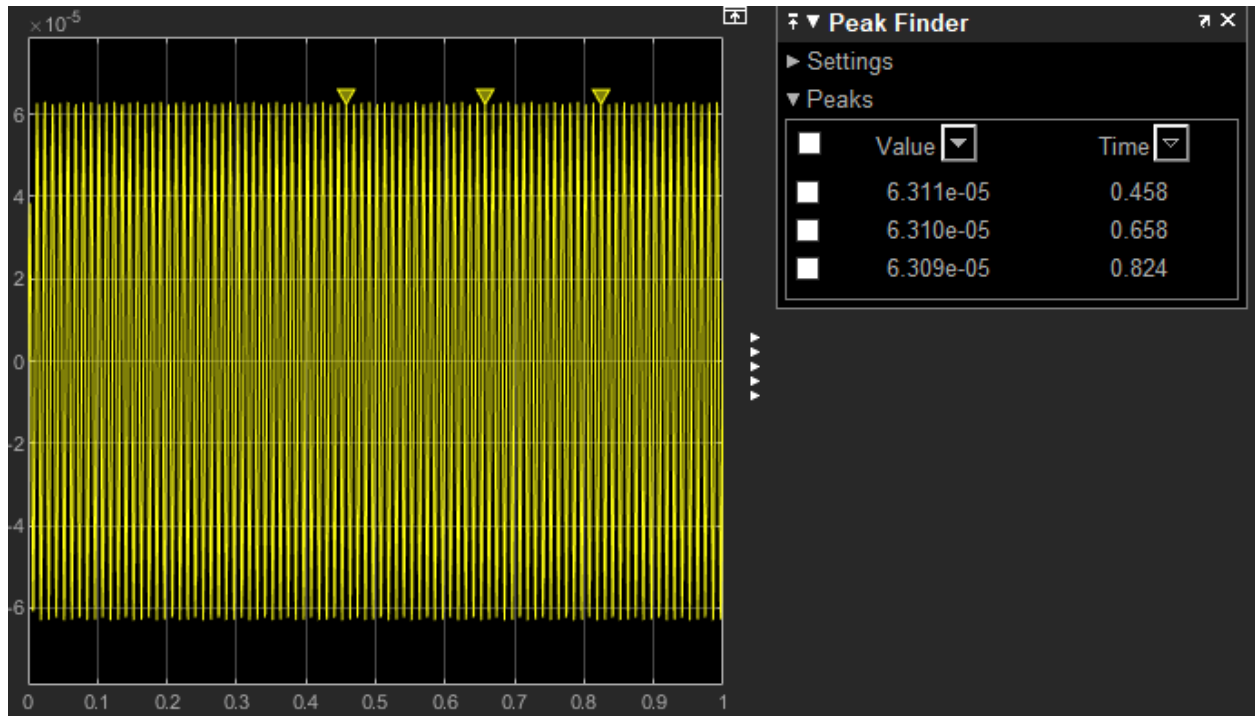 ×10⁻⁵
6
4
2
0
-2
-4
-6
0 0.1 0.2 0.3 0.4 0.5 0.6 0.7 0.8 0.9 1
Peak Finder
Settings
Peaks
Value Time
6.311e-05 0.458
6.310e-05 0.658
6.309e-05 0.824